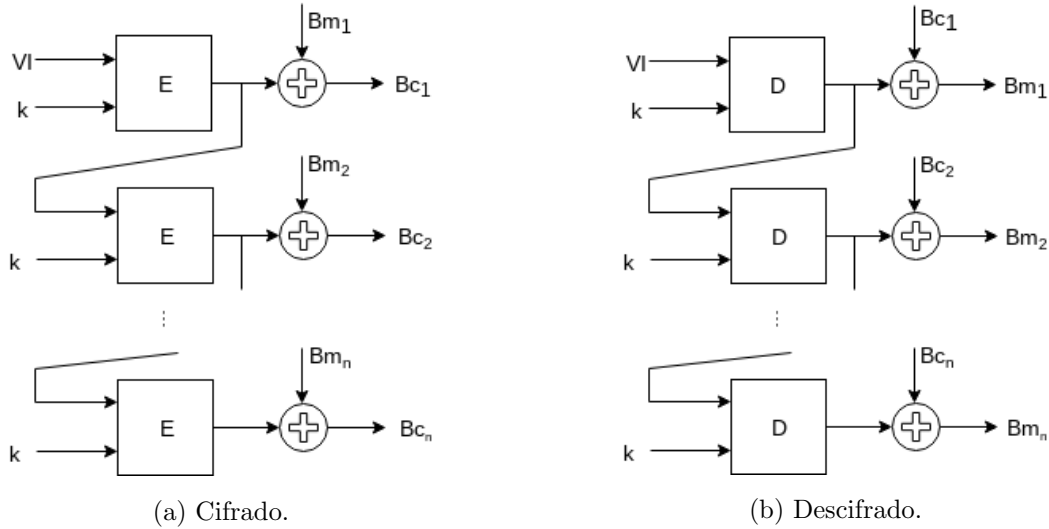 Bm1
VI
E
Bc1
k
Bm2
E
Bc2
k
Bmn
E
Bcn
k
(a) Cifrado.
Bc1
VI
D
Bm1
k
Bc2
D
Bm2
k
Bcn
D
Bmn
k
(b) Descifrado.